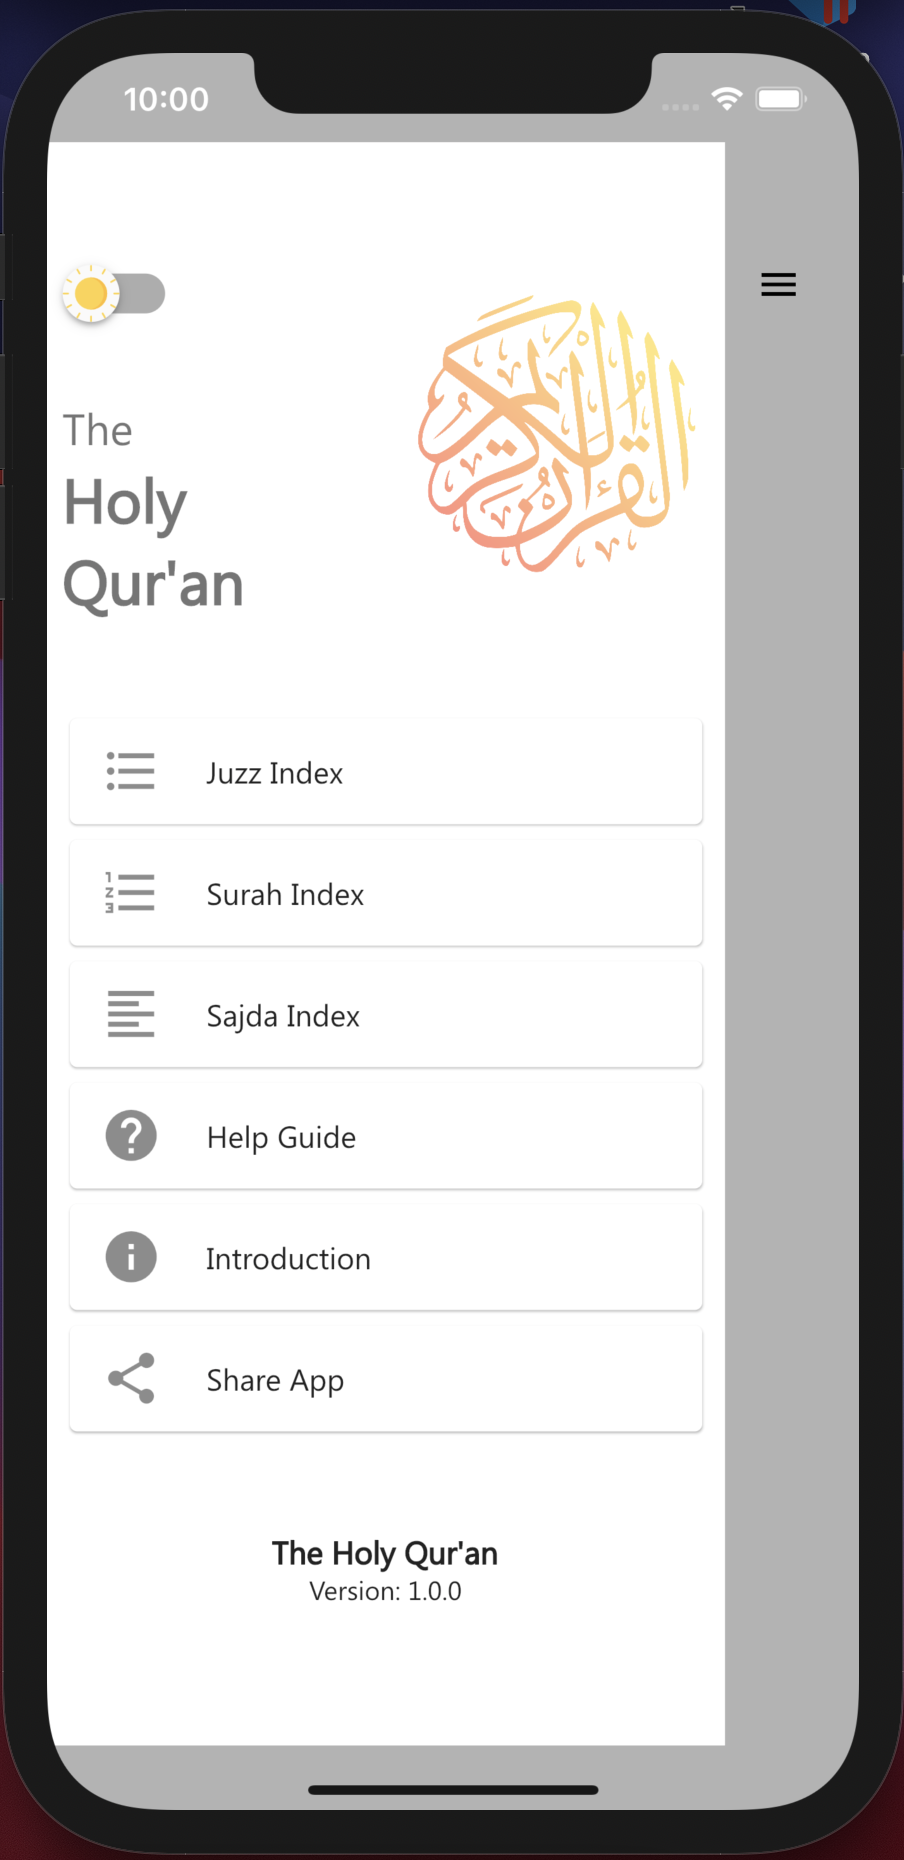 10:00
The
Holy
Qur'an
القرآن الكريم
Juzz Index
Surah Index
Sajda Index
Help Guide
Introduction
Share App
The Holy Qur'an
Version: 1.0.0